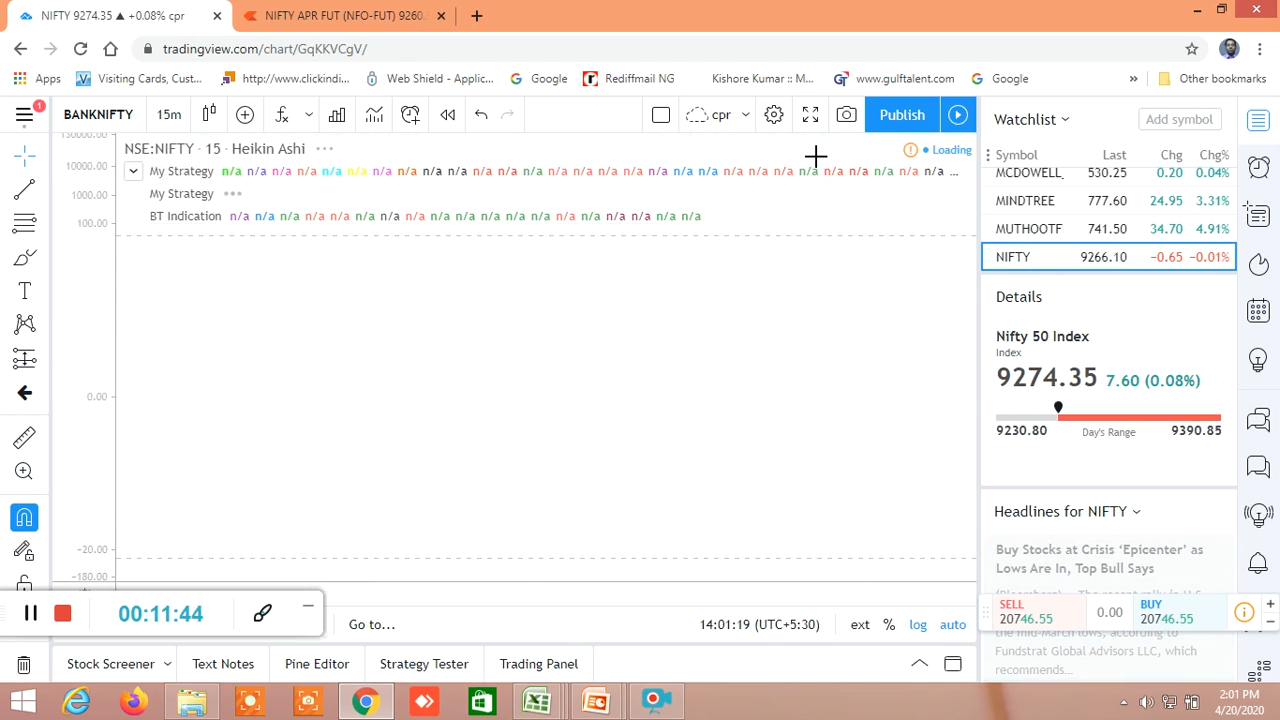 NIFTY 9274.35 ▲ +0.08% cpr
NIFTY APR FUT (NFO-FUT) 9260.
tradingview.com/chart/GqKKVCgV/
Apps
Visiting Cards, Cust...
http://www.clickindi...
Web Shield - Applic...
Google
Rediffmail NG
Kishore Kumar :: M...
www.gulftalent.com
Google
»
Other bookmarks
1
BANKNIFTY
15m
cpr
Publish
Watchlist
Add symbol
NSE:NIFTY · 15 · Heikin Ashi
Loading
My Strategy n/a n/a n/a n/a n/a n/a n/a n/a n/a n/a n/a n/a n/a n/a n/a n/a n/a n/a n/a n/a n/a n/a n/a n/a n/a n/a n/a n/a n/a ...
My Strategy
BT Indication n/a n/a n/a n/a n/a n/a n/a n/a n/a n/a n/a n/a n/a n/a n/a n/a n/a n/a n/a
10000.00
1000.00
100.00
0.00
−20.00
−180.00
Symbol Last Chg Chg%
MCDOWELL_ 530.25 0.20 0.04%
MINDTREE 777.60 24.95 3.31%
MUTHOOTF 741.50 34.70 4.91%
NIFTY 9266.10 −0.65 −0.01%
Details
Nifty 50 Index
Index
9274.35 7.60 (0.08%)
9230.80 Day's Range 9390.85
Headlines for NIFTY
Buy Stocks at Crisis ‘Epicenter’ as
Lows Are In, Top Bull Says
SELL
20746.55
0.00
BUY
20746.55
the mid-March lows, according to
Fundstrat Global Advisors LLC, which
recommends...
00:11:44
Go to...
14:01:19 (UTC+5:30)
ext
%
log
auto
Stock Screener
Text Notes
Pine Editor
Strategy Tester
Trading Panel
2:01 PM
4/20/2020